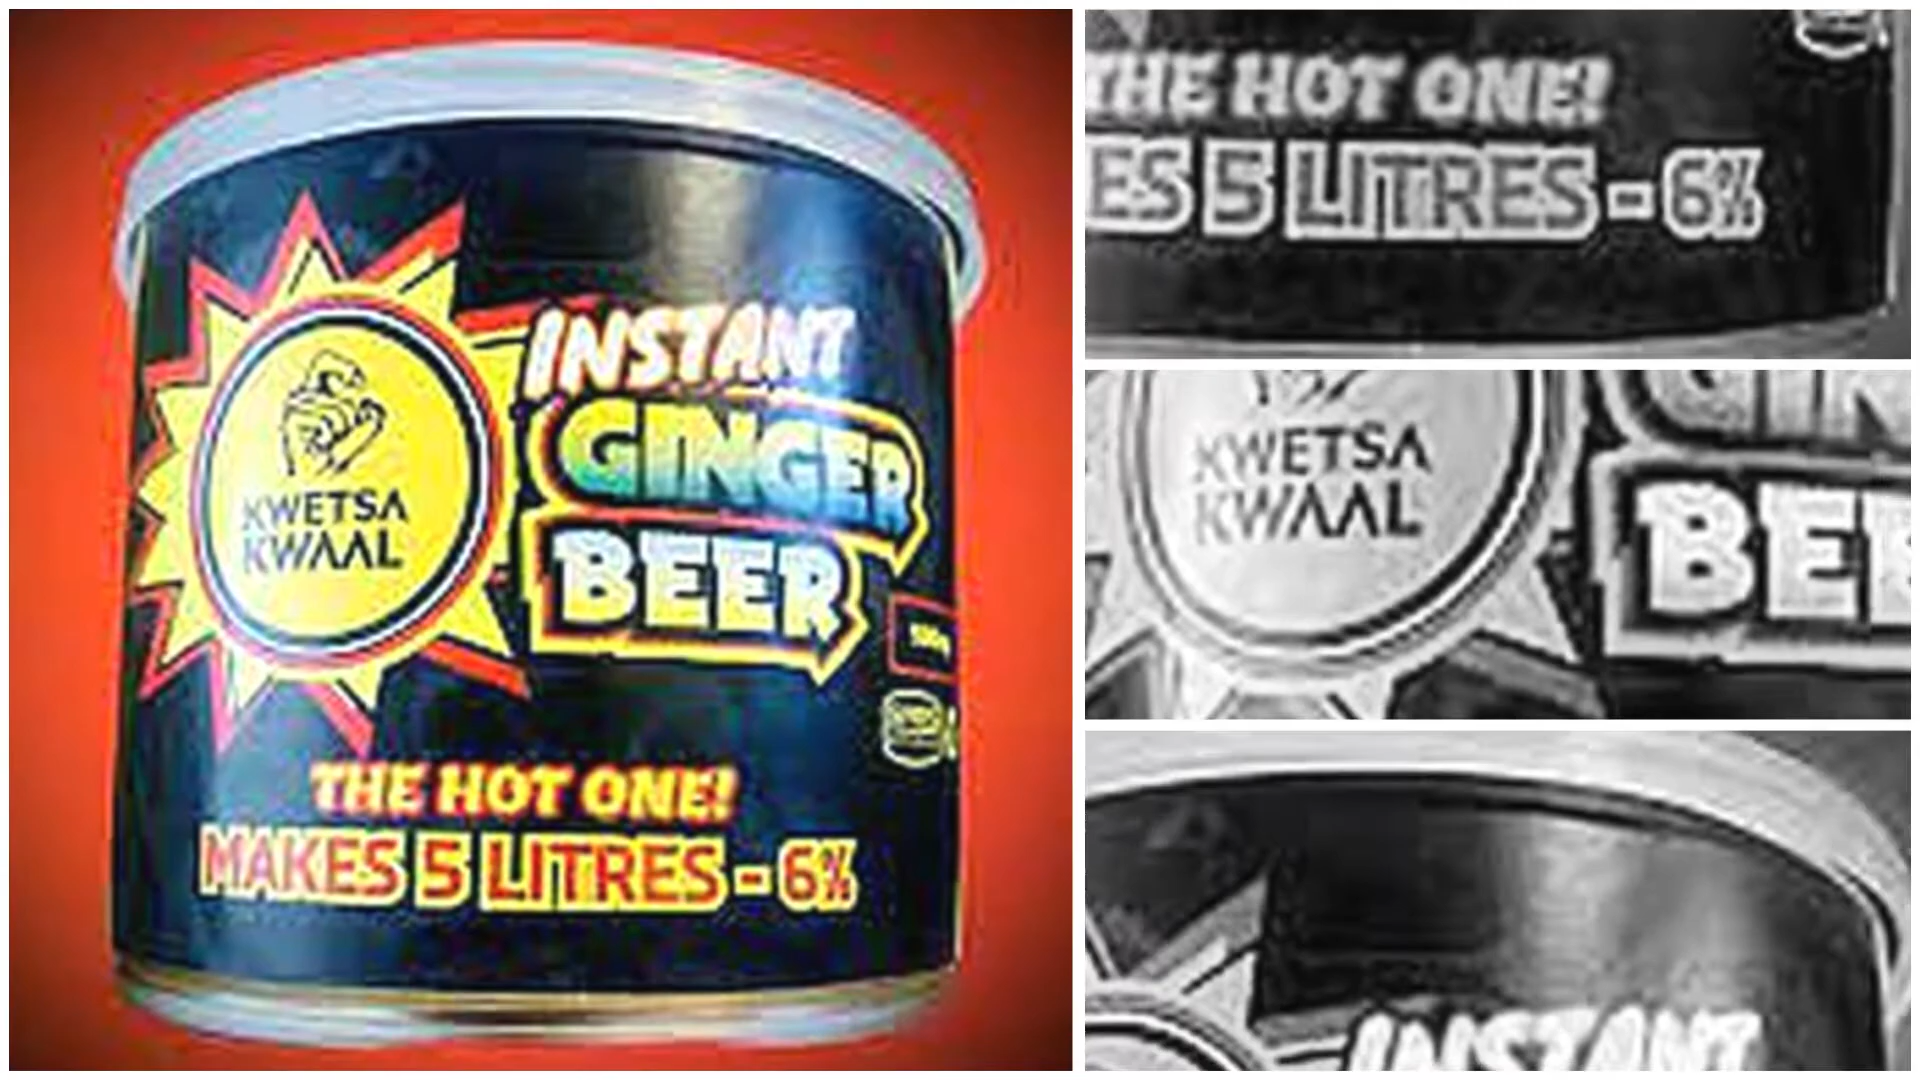 KWETSA
KWAAL
INSTANT
GINGER
BEER
THE HOT ONE!
MAKES 5 LITRES - 6%
THE HOT ONE!
ES 5 LITRES - 6%
KWETSA
KWAAL
GIN
BEE
INSTANT